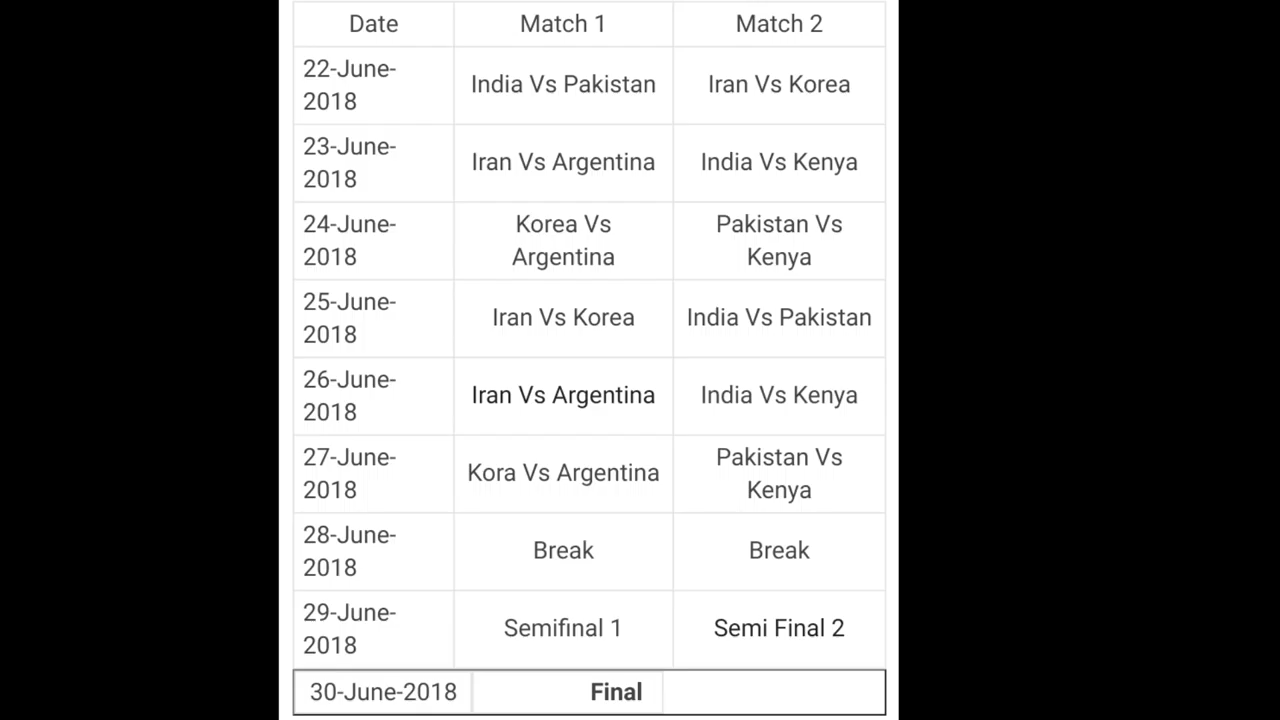 Date Match 1 Match 2
22-June-
2018 India Vs Pakistan Iran Vs Korea
23-June-
2018 Iran Vs Argentina India Vs Kenya
24-June-
2018 Korea Vs
Argentina Pakistan Vs
Kenya
25-June-
2018 Iran Vs Korea India Vs Pakistan
26-June-
2018 Iran Vs Argentina India Vs Kenya
27-June-
2018 Kora Vs Argentina Pakistan Vs
Kenya
28-June-
2018 Break Break
29-June-
2018 Semifinal 1 Semi Final 2
30-June-2018 Final